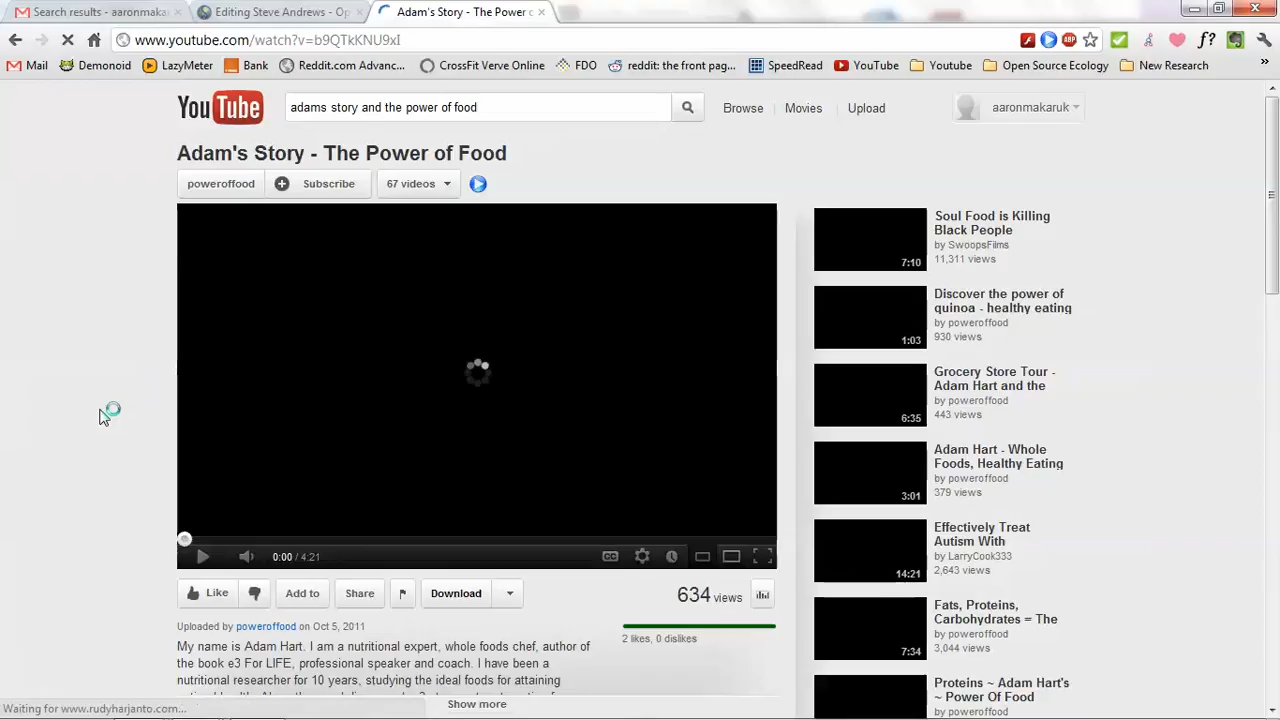 Search results - aaronmaka
Editing Steve Andrews - Op
Adam's Story - The Power o
www.youtube.com/watch?v=b9QTkKNU9xI
Mail
Demonoid
LazyMeter
Bank
Reddit.com Advanc...
CrossFit Verve Online
FDO
reddit: the front pag...
SpeedRead
YouTube
Youtube
Open Source Ecology
New Research
»
YouTube
adams story and the power of food
Browse
Movies
Upload
aaronmakaruk
Adam's Story - The Power of Food
poweroffood
Subscribe
67 videos
0:00 / 4:21
CC
Like
Add to
Share
Download
634 views
Uploaded by poweroffood on Oct 5, 2011
2 likes, 0 dislikes
My name is Adam Hart. I am a nutritional expert, whole foods chef, author of
the book e3 For LIFE, professional speaker and coach. I have been a
nutritional researcher for 10 years, studying the ideal foods for attaining
Show more
7:10
Soul Food is Killing
Black People
by SwoopsFilms
11,311 views
1:03
Discover the power of
quinoa - healthy eating
by poweroffood
930 views
6:35
Grocery Store Tour -
Adam Hart and the
by poweroffood
443 views
3:01
Adam Hart - Whole
Foods, Healthy Eating
by poweroffood
379 views
14:21
Effectively Treat
Autism With
by LarryCook333
2,643 views
7:34
Fats, Proteins,
Carbohydrates = The
by poweroffood
3,044 views
Proteins ~ Adam Hart's
~ Power Of Food
by poweroffood
Waiting for www.rudyharjanto.com...